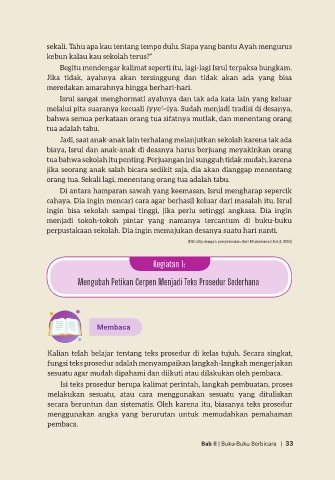 sekali. Tahu apa kau tentang tempo dulu. Siapa yang bantu Ayah mengurus
kebun kalau kau sekolah terus?"
Begitu mendengar kalimat seperti itu, lagi-lagi Isrul terpaksa bungkam.
Jika tidak, ayahnya akan tersinggung dan tidak akan ada yang bisa
meredakan amarahnya hingga berhari-hari.
Isrul sangat menghormati ayahnya dan tak ada kata lain yang keluar
melalui pita suaranya kecuali iyye'–iya. Sudah menjadi tradisi di desanya,
bahwa semua perkataan orang tua sifatnya mutlak, dan menentang orang
tua adalah tabu.
Jadi, saat anak-anak lain terhalang melanjutkan sekolah karena tak ada
biaya, Isrul dan anak-anak di desanya harus berjuang meyakinkan orang
tua bahwa sekolah itu penting. Perjuangan ini sungguh tidak mudah, karena
jika seorang anak salah bicara sedikit saja, dia akan dianggap menentang
orang tua. Sekali lagi, menentang orang tua adalah tabu.
Di antara hamparan sawah yang keemasan, Isrul mengharap sepercik
cahaya. Dia ingin mencari cara agar berhasil keluar dari masalah itu. Isrul
ingin bisa sekolah sampai tinggi, jika perlu setinggi angkasa. Dia ingin
menjadi tokoh-tokoh pintar yang namanya tercantum di buku-buku
perpustakaan sekolah. Dia ingin memajukan desanya suatu hari nanti.
(Dikutip dengan penyesuaian dari
Kegiatan 1:
Mengubah Petikan Cerpen Menjadi Teks Prosedur Sederhana
Membaca
Kalian telah belajar tentang teks prosedur di kelas tujuh. Secara singkat,
fungsi teks prosedur adalah menyampaikan langkah-langkah mengerjakan
sesuatu agar mudah dipahami dan diikuti atau dilakukan oleh pembaca.
Isi teks prosedur berupa kalimat perintah, langkah pembuatan, proses
melakukan sesuatu, atau cara menggunakan sesuatu yang dituliskan
secara beruntun dan sistematis. Oleh karena itu, biasanya teks prosedur
menggunakan angka yang berurutan untuk memudahkan pemahaman
pembaca.
Bab II | Buku-Buku Berbicara | 33